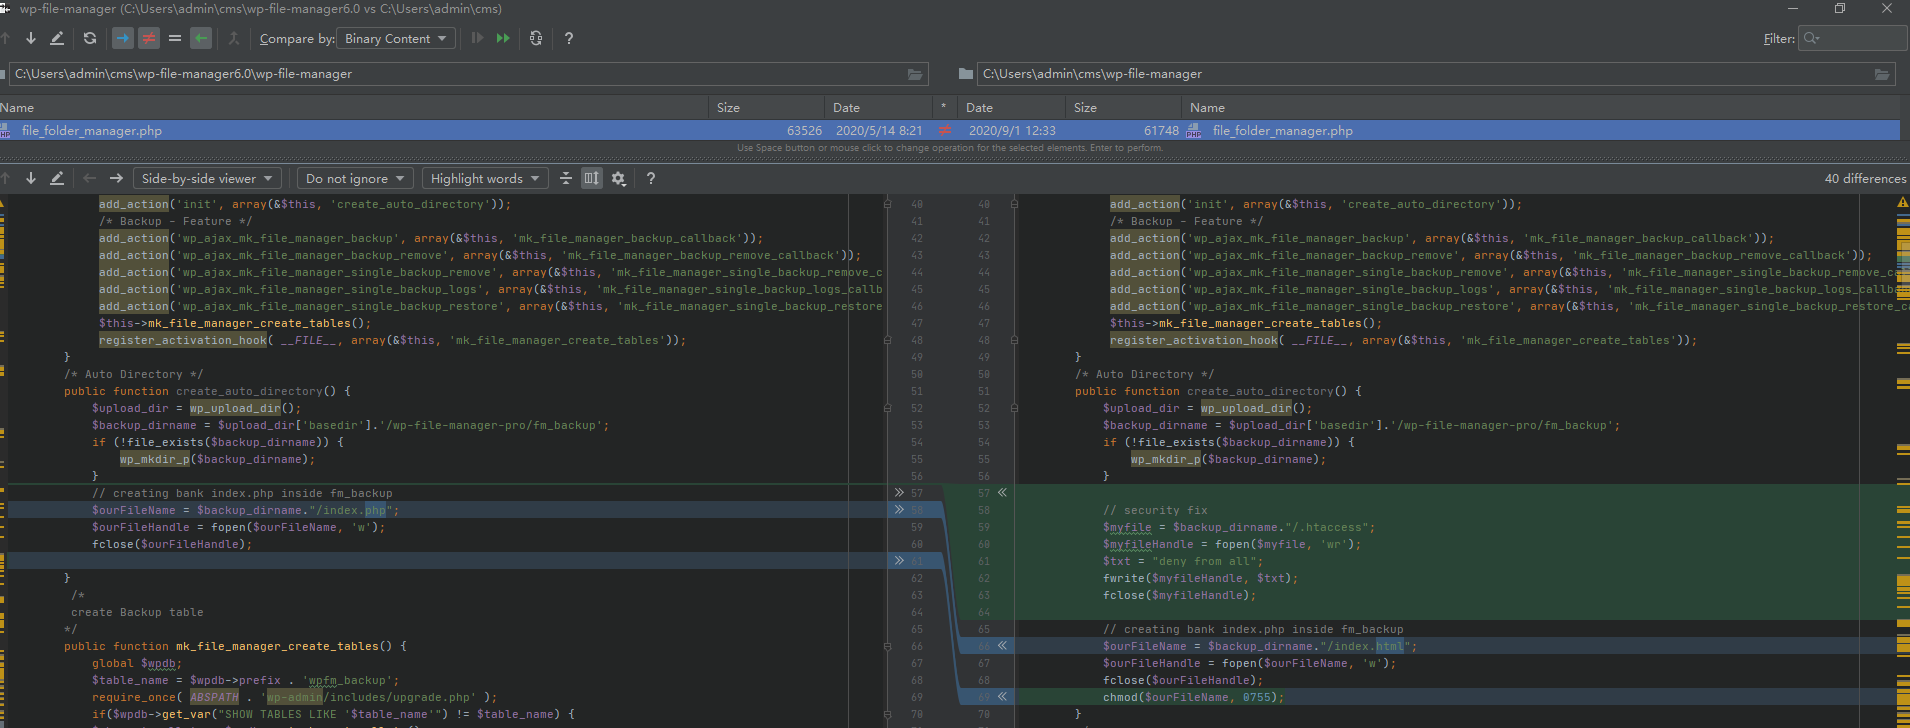 wp-file-manager (C:\Users\admin\cms\wp-file-manager6.0 vs C:\Users\admin\cms)
Compare by: Binary Content
Filter:
C:\Users\admin\cms\wp-file-manager6.0\wp-file-manager
C:\Users\admin\cms\wp-file-manager
Name Size Date * Date Size Name
file_folder_manager.php 63526 2020/5/14 8:21 2020/9/1 12:33 61748 file_folder_manager.php
Use Space button or mouse click to change operation for the selected elements. Enter to perform.
Side-by-side viewer Do not ignore Highlight words ? 40 differences
add_action('init', array(&$this, 'create_auto_directory'));
/* Backup - Feature */
add_action('wp_ajax_mk_file_manager_backup', array(&$this, 'mk_file_manager_backup_callback'));
add_action('wp_ajax_mk_file_manager_backup_remove', array(&$this, 'mk_file_manager_backup_remove_callback'));
add_action('wp_ajax_mk_file_manager_single_backup_remove', array(&$this, 'mk_file_manager_single_backup_remove_c
add_action('wp_ajax_mk_file_manager_single_backup_logs', array(&$this, 'mk_file_manager_single_backup_logs_callb
add_action('wp_ajax_mk_file_manager_single_backup_restore', array(&$this, 'mk_file_manager_single_backup_restore
$this->mk_file_manager_create_tables();
register_activation_hook( __FILE__, array(&$this, 'mk_file_manager_create_tables'));
}
/* Auto Directory */
public function create_auto_directory() {
$upload_dir = wp_upload_dir();
$backup_dirname = $upload_dir['basedir'].'/wp-file-manager-pro/fm_backup';
if (!file_exists($backup_dirname)) {
wp_mkdir_p($backup_dirname);
}
// creating bank index.php inside fm_backup
$ourFileName = $backup_dirname."/index.php";
$ourFileHandle = fopen($ourFileName, 'w');
fclose($ourFileHandle);
}
/*
create Backup table
*/
public function mk_file_manager_create_tables() {
global $wpdb;
$table_name = $wpdb->prefix . 'wpfm_backup';
require_once( ABSPATH . 'wp-admin/includes/upgrade.php' );
if($wpdb->get_var("SHOW TABLES LIKE '$table_name'") != $table_name) {
40 40
41 41
42 42
43 43
44 44
45 45
46 46
47 47
48 48
49 49
50 50
51 51
52 52
53 53
54 54
55 55
56 56
57 57
58 58
59 59
60 60
61 61
62 62
63 63
64 64
65 65
66 66
67 67
68 68
69 69
70 70
add_action('init', array(&$this, 'create_auto_directory'));
/* Backup - Feature */
add_action('wp_ajax_mk_file_manager_backup', array(&$this, 'mk_file_manager_backup_callback'));
add_action('wp_ajax_mk_file_manager_backup_remove', array(&$this, 'mk_file_manager_backup_remove_callback'));
add_action('wp_ajax_mk_file_manager_single_backup_remove', array(&$this, 'mk_file_manager_single_backup_remove_ca
add_action('wp_ajax_mk_file_manager_single_backup_logs', array(&$this, 'mk_file_manager_single_backup_logs_callba
add_action('wp_ajax_mk_file_manager_single_backup_restore', array(&$this, 'mk_file_manager_single_backup_restore_c
$this->mk_file_manager_create_tables();
register_activation_hook( __FILE__, array(&$this, 'mk_file_manager_create_tables'));
}
/* Auto Directory */
public function create_auto_directory() {
$upload_dir = wp_upload_dir();
$backup_dirname = $upload_dir['basedir'].'/wp-file-manager-pro/fm_backup';
if (!file_exists($backup_dirname)) {
wp_mkdir_p($backup_dirname);
}
// security fix
$myfile = $backup_dirname."/.htaccess";
$myfileHandle = fopen($myfile, 'wr');
$txt = "deny from all";
fwrite($myfileHandle, $txt);
fclose($myfileHandle);
// creating bank index.php inside fm_backup
$ourFileName = $backup_dirname."/index.html";
$ourFileHandle = fopen($ourFileName, 'w');
fclose($ourFileHandle);
chmod($ourFileName, 0755);
}